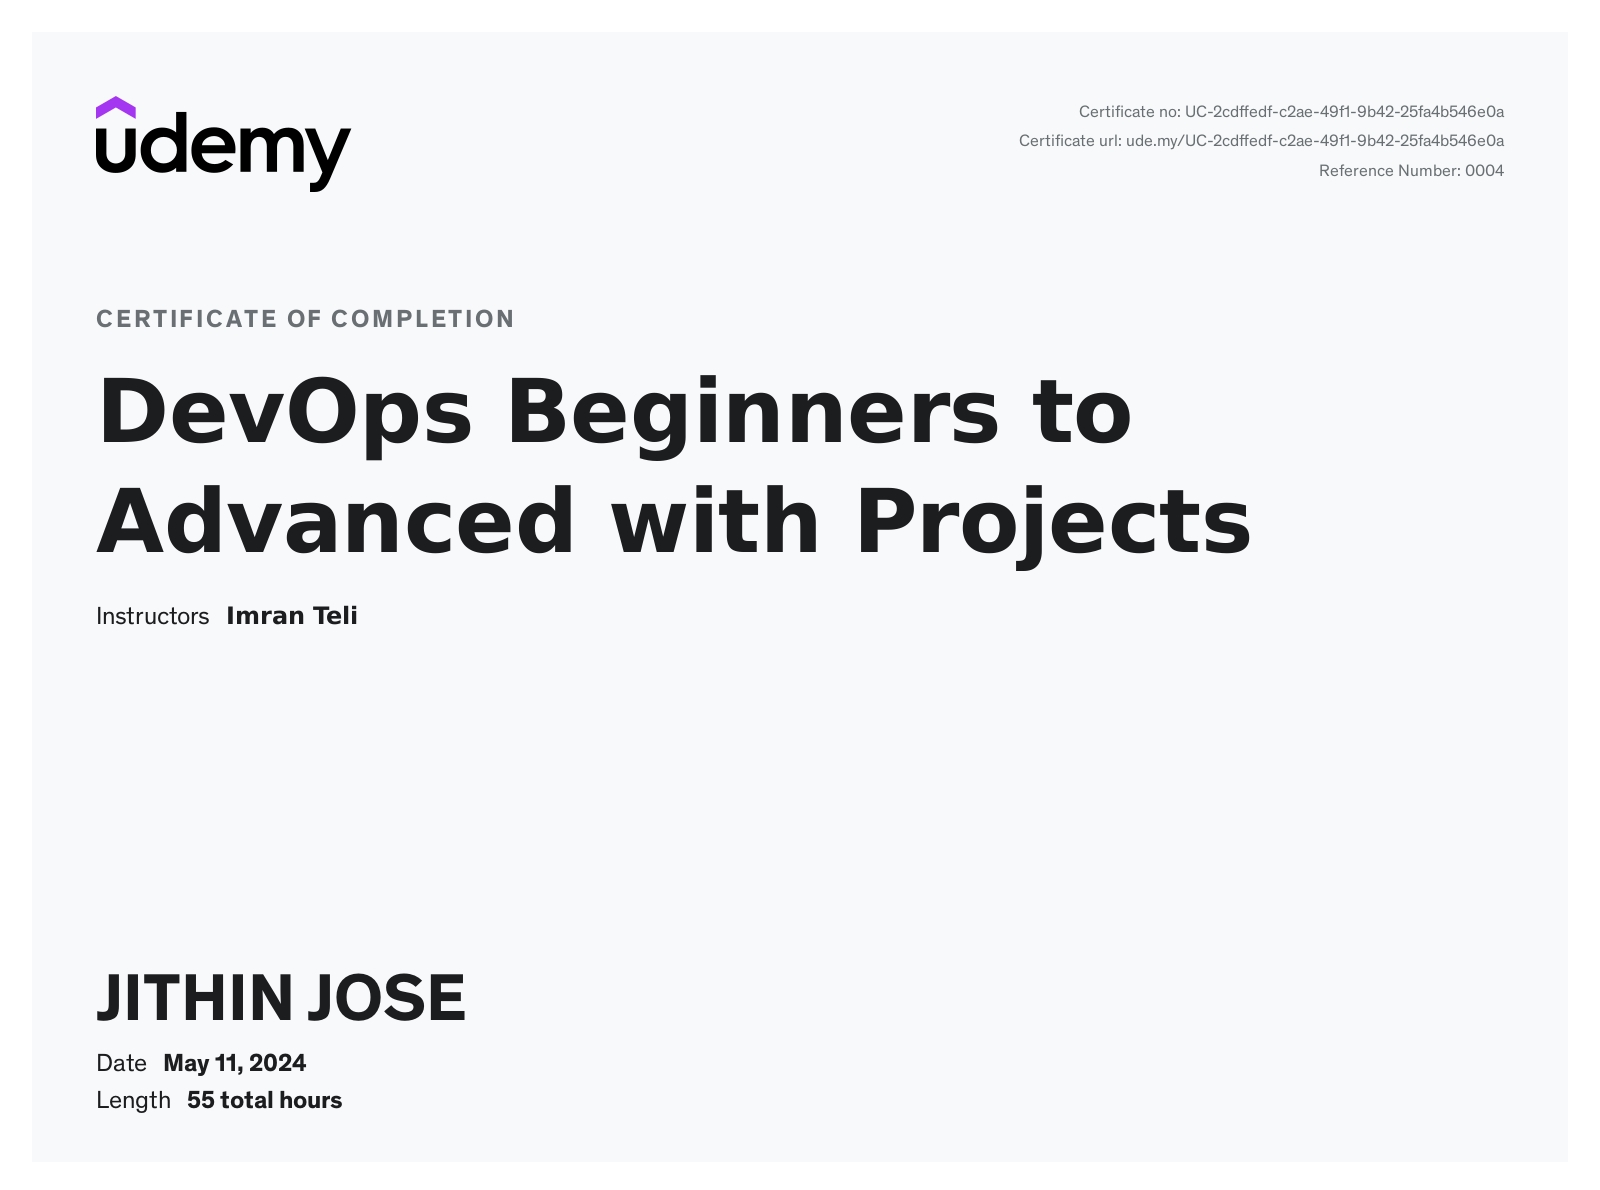 udemy
Certificate no: UC-2cdffedf-c2ae-49f1-9b42-25fa4b546e0a
Certificate url: ude.my/UC-2cdffedf-c2ae-49f1-9b42-25fa4b546e0a
Reference Number: 0004
CERTIFICATE OF COMPLETION
DevOps Beginners to
Advanced with Projects
Instructors Imran Teli
JITHIN JOSE
Date May 11, 2024
Length 55 total hours